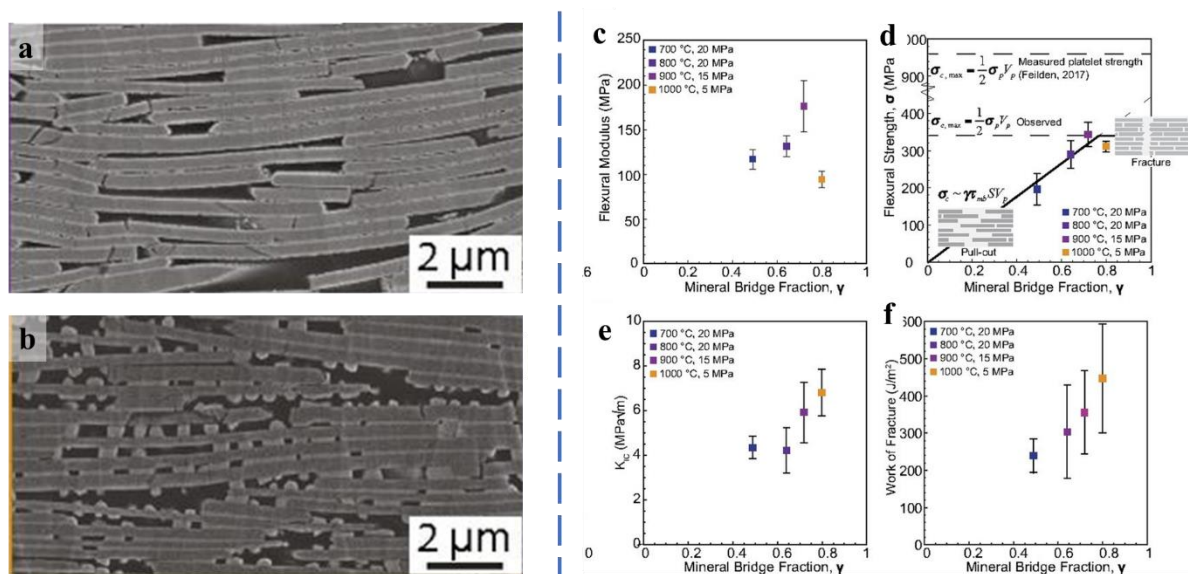 a
2 µm
b
2 µm
c
Flexural Modulus (MPa)
250
200
150
100
50
0
700 °C, 20 MPa
800 °C, 20 MPa
900 °C, 15 MPa
1000 °C, 5 MPa
0 0.2 0.4 0.6 0.8 1
Mineral Bridge Fraction, γ
6
d
Flexural Strength, σ (MPa)
00
900
400
300
200
100
0
σc, max = 1/2 σpVp Measured platelet strength
(Feilden, 2017)
σc, max = 1/2 σpVp Observed
Fracture
σc ~ γτmbSVp
Pull-out
700 °C, 20 MPa
800 °C, 20 MPa
900 °C, 15 MPa
1000 °C, 5 MPa
0 0.2 0.4 0.6 0.8 1
Mineral Bridge Fraction, γ
e
KIC (MPa√m)
10
8
6
4
2
0
700 °C, 20 MPa
800 °C, 20 MPa
900 °C, 15 MPa
1000 °C, 5 MPa
0 0.2 0.4 0.6 0.8 1
Mineral Bridge Fraction, γ
0
f
Work of Fracture (J/m²)
600
500
400
300
200
100
0
700 °C, 20 MPa
800 °C, 20 MPa
900 °C, 15 MPa
1000 °C, 5 MPa
0 0.2 0.4 0.6 0.8 1
Mineral Bridge Fraction, γ